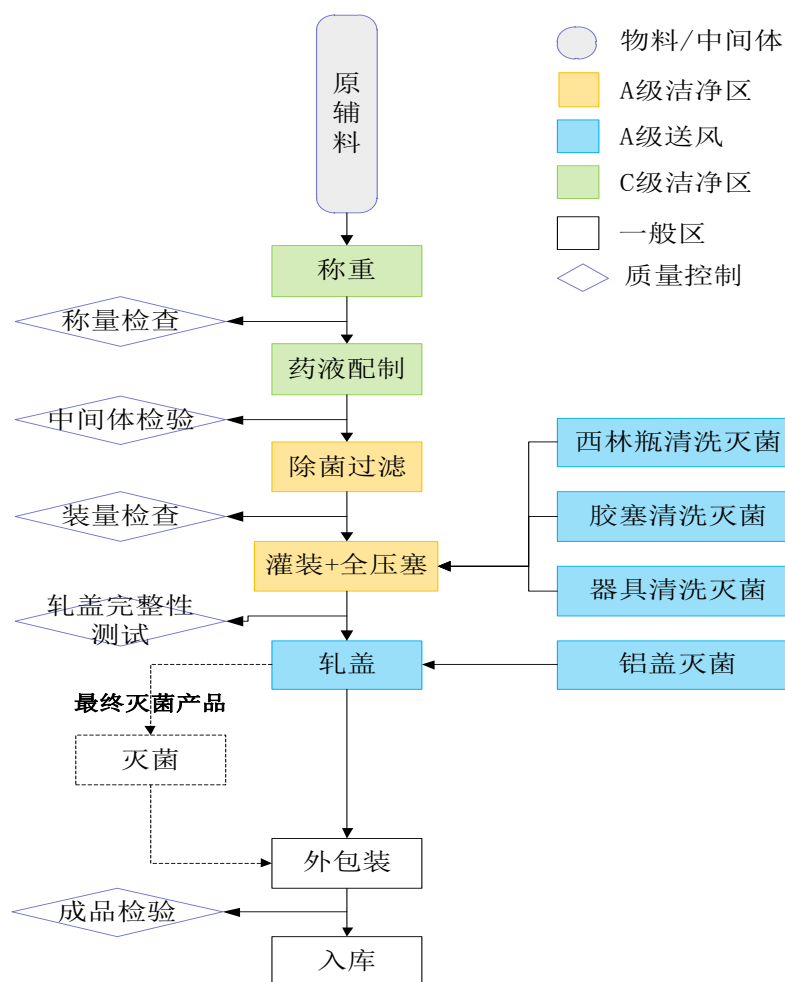 原辅料
物料/中间体
A级洁净区
A级送风
C级洁净区
一般区
质量控制
称重
称量检查
药液配制
中间体检验
除菌过滤
西林瓶清洗灭菌
装量检查
胶塞清洗灭菌
灌装+全压塞
器具清洗灭菌
轧盖完整性
测试
轧盖
铝盖灭菌
最终灭菌产品
灭菌
外包装
成品检验
入库